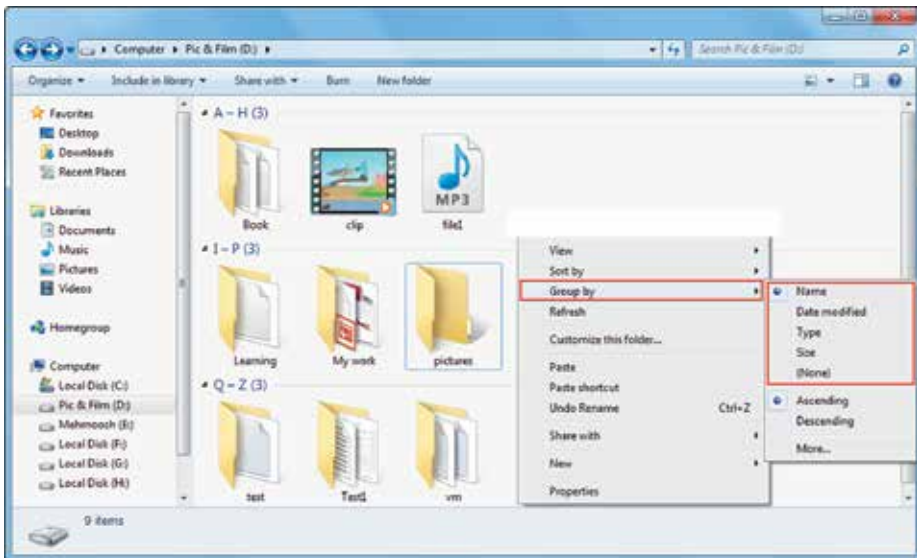 Computer ▸ Pic & Film (D:) ▸
Search Pic & Film (D:)
Organize Include in library Share with Burn New folder
Favorites
Desktop
Downloads
Recent Places
Libraries
Documents
Music
Pictures
Videos
Homegroup
Computer
Local Disk (C:)
Pic & Film (D:)
Mehrnoosh (E:)
Local Disk (F:)
Local Disk (G:)
Local Disk (H:)
A – H (3)
MP3
Book clip file1
I – P (3)
Learning My work pictures
Q – Z (3)
test Test1 vm
View
Sort by
Group by
Refresh
Customize this folder...
Paste
Paste shortcut
Undo Rename Ctrl+Z
Share with
New
Properties
Name
Date modified
Type
Size
(None)
Ascending
Descending
More...
9 items